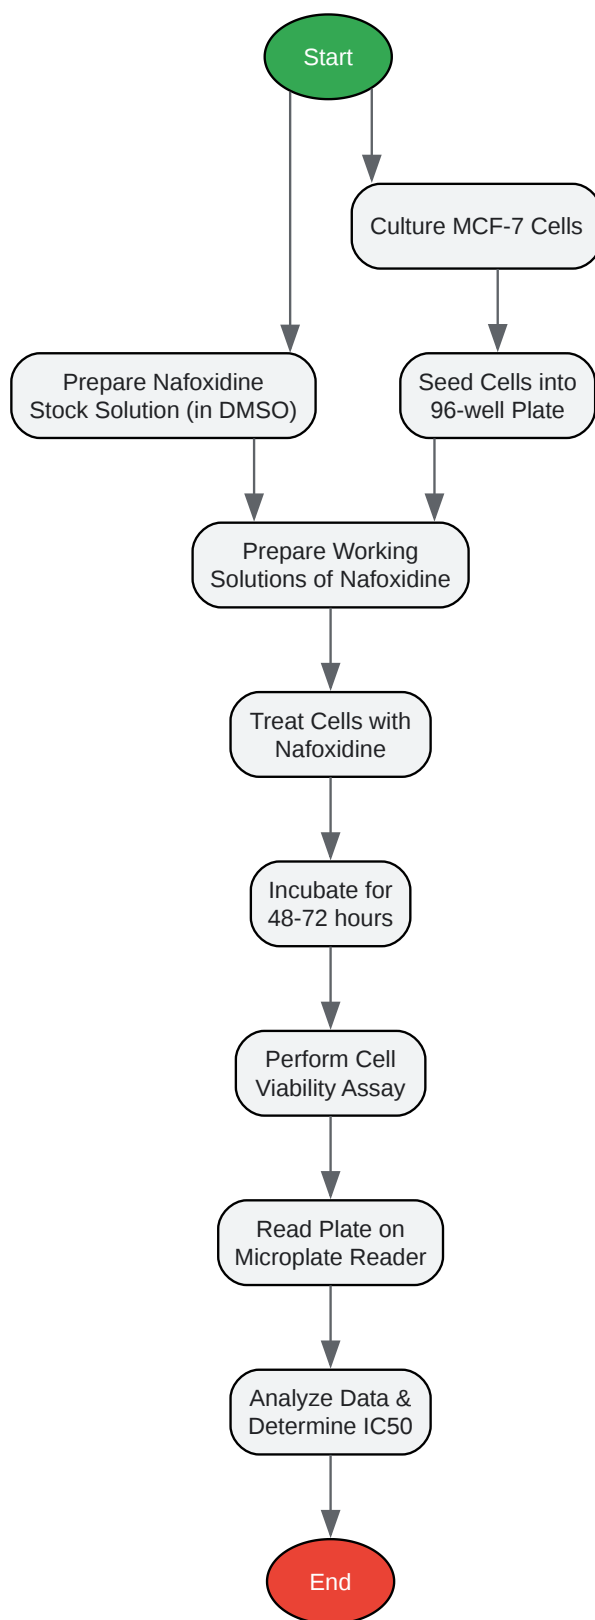 Start
Culture MCF-7 Cells
Prepare Nafoxidine
Stock Solution (in DMSO)
Seed Cells into
96-well Plate
Prepare Working
Solutions of Nafoxidine
Treat Cells with
Nafoxidine
Incubate for
48-72 hours
Perform Cell
Viability Assay
Read Plate on
Microplate Reader
Analyze Data &
Determine IC50
End